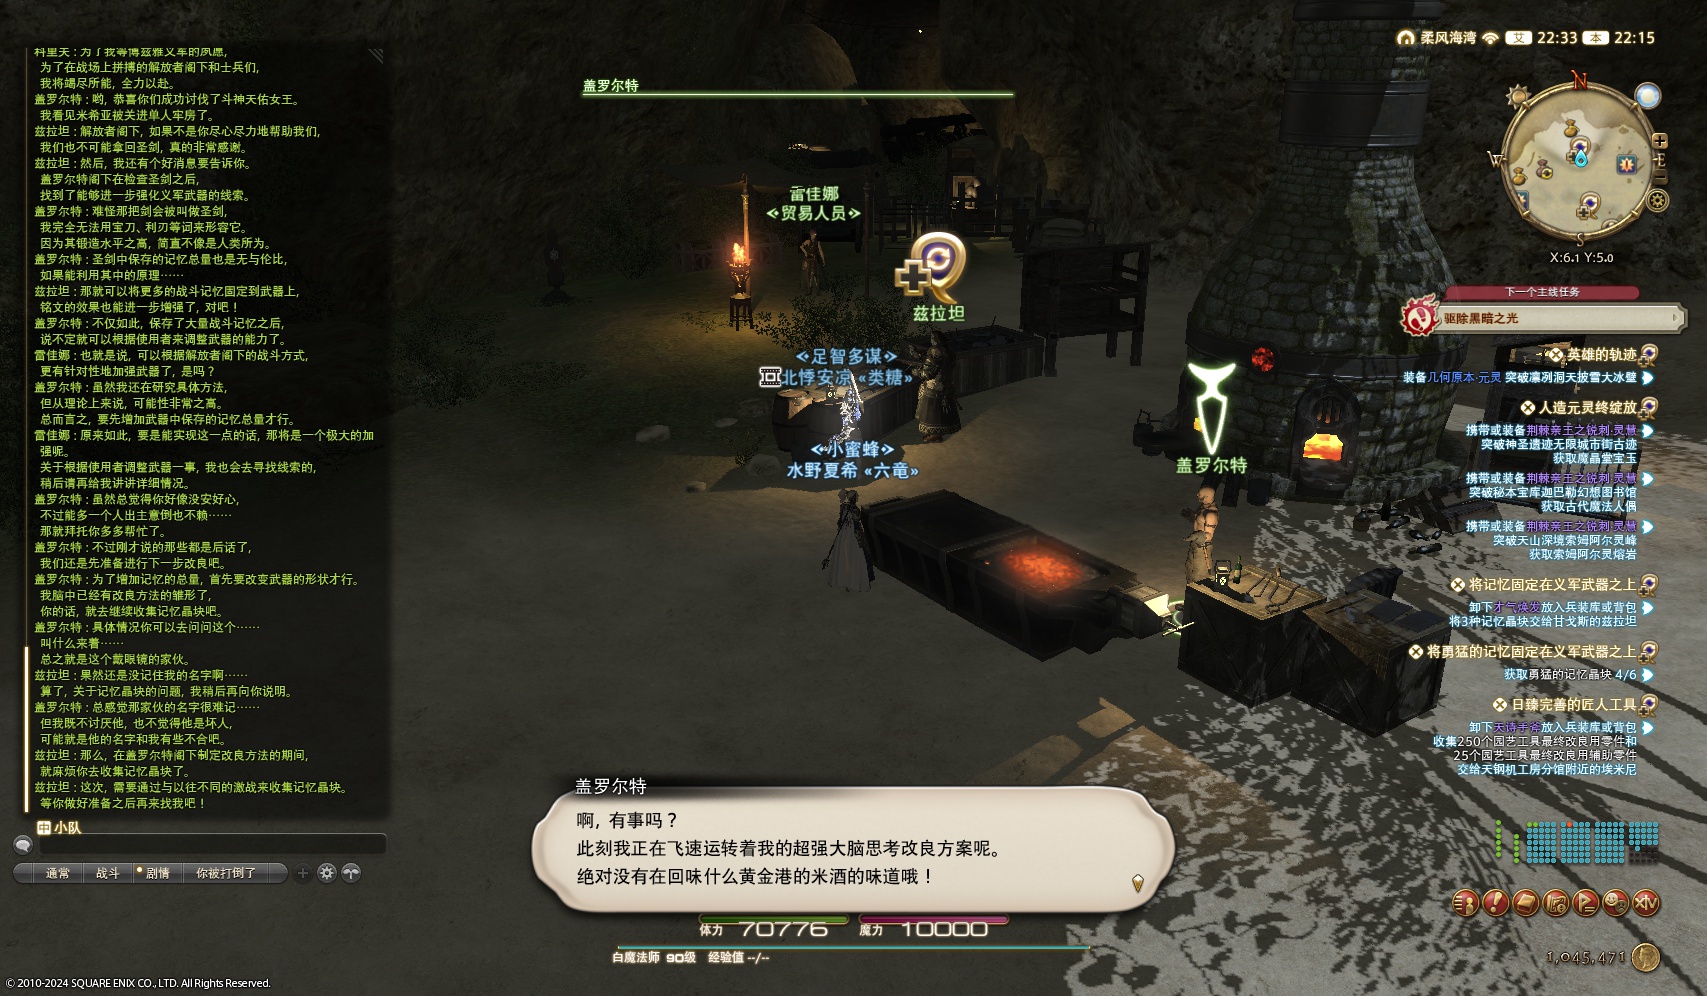 科里夫：为了我等博兹雅义军的夙愿，
为了在战场上拼搏的解放者阁下和士兵们，
我将竭尽所能，全力以赴。
盖罗尔特：哟，恭喜你们成功讨伐了斗神天佑女王。
我看见米希亚被关进单人牢房了。
兹拉坦：解放者阁下，如果不是你尽心尽力地帮助我们，
我们也不可能拿回圣剑，真的非常感谢。
兹拉坦：然后，我还有个好消息要告诉你。
盖罗尔特阁下在检查圣剑之后，
找到了能够进一步强化义军武器的线索。
盖罗尔特：难怪那把剑会被叫做圣剑，
我完全无法用宝刀、利刃等词来形容它。
因为其锻造水平之高，简直不像是人类所为。
盖罗尔特：圣剑中保存的记忆总量也是无与伦比，
如果能利用其中的原理……
兹拉坦：那就可以将更多的战斗记忆固定到武器上，
铭文的效果也能进一步增强了，对吧！
盖罗尔特：不仅如此，保存了大量战斗记忆之后，
说不定就可以根据使用者来调整武器的能力了。
雷佳娜：也就是说，可以根据解放者阁下的战斗方式，
更有针对性地加强武器了，是吗？
盖罗尔特：虽然我还在研究具体方法，
但从理论上来说，可能性非常之高。
总而言之，要先增加武器中保存的记忆总量才行。
雷佳娜：原来如此，要是能实现这一点的话，那将是一个极大的加
强呢。
关于根据使用者调整武器一事，我也会去寻找线索的，
稍后请再给我讲讲详细情况。
盖罗尔特：虽然总觉得你好像没安好心，
不过能多一个人出主意倒也不赖……
那就拜托你多多帮忙了。
盖罗尔特：不过刚才说的那些都是后话了，
我们还是先准备进行下一步改良吧。
盖罗尔特：为了增加记忆的总量，首先要改变武器的形状才行。
我脑中已经有改良方法的雏形了，
你的话，就去继续收集记忆晶块吧。
盖罗尔特：具体情况你可以去问问这个……
叫什么来着……
总之就是这个戴眼镜的家伙。
兹拉坦：果然还是没记住我的名字啊……
算了，关于记忆晶块的问题，我稍后再向你说明。
盖罗尔特：总感觉那家伙的名字很难记……
但我既不讨厌他，也不觉得他是坏人，
可能就是他的名字和我有些不合吧。
兹拉坦：那么，在盖罗尔特阁下制定改良方法的期间，
就麻烦你去收集记忆晶块了。
兹拉坦：这次，需要通过与以往不同的激战来收集记忆晶块。
等你做好准备之后再来找我吧！
小队
通常 战斗 剧情 你被打倒了
© 2010-2024 SQUARE ENIX CO., LTD. All Rights Reserved.
盖罗尔特
雷佳娜
《贸易人员》
兹拉坦
《足智多谋》
北悸安凉 «类糖»
《小蜜蜂》
水野夏希 «六竜»
盖罗尔特
盖罗尔特
啊，有事吗？
此刻我正在飞速运转着我的超强大脑思考改良方案呢。
绝对没有在回味什么黄金港的米酒的味道哦！
体力 70776 魔力 10000
白魔法师 90级 经验值 --/--
柔风海湾 艾 22:33 本 22:15
N
W
E
S
X:6.1 Y:5.0
下一个主线任务
驱除黑暗之光
英雄的轨迹
装备几何原本·元灵 突破凛冽洞天披雪大冰壁
人造元灵终绽放
携带或装备荆棘亲王之锐刺·灵慧
突破神圣遗迹无限城市街古迹
获取魔晶堂宝玉
携带或装备荆棘亲王之锐刺·灵慧
突破秘本宝库迦巴勒幻想图书馆
获取古代魔法人偶
携带或装备荆棘亲王之锐刺·灵慧
突破天山深境索姆阿尔灵峰
获取索姆阿尔灵熔岩
将记忆固定在义军武器之上
卸下才气焕发放入兵装库或背包
将3种记忆晶块交给甘戈斯的兹拉坦
将勇猛的记忆固定在义军武器之上
获取勇猛的记忆晶块 4/6
日臻完善的匠人工具
卸下天诗手斧放入兵装库或背包
收集250个园艺工具最终改良用零件和
25个园艺工具最终改良用辅助零件
交给天钢机工房分馆附近的埃米尼
1,045,471